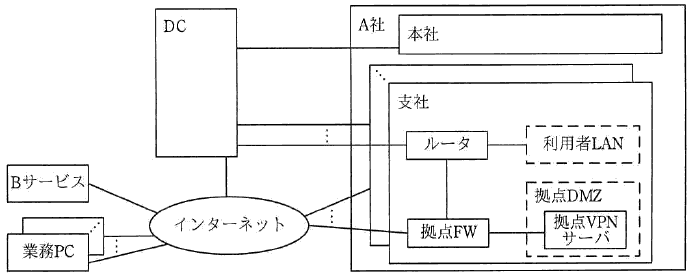 DC
A社
本社
支社
ルータ
利用者LAN
Bサービス
拠点DMZ
インターネット
拠点FW
拠点VPN
サーバ
業務PC